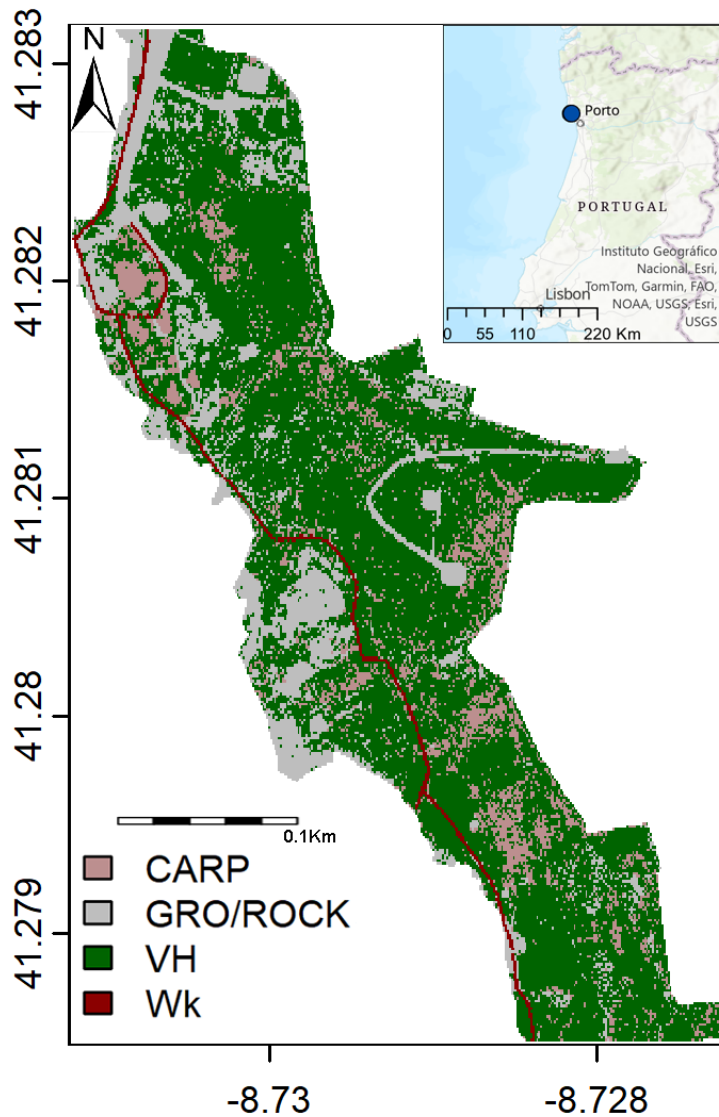 41.283
41.282
41.281
41.28
41.279
N
Porto
PORTUGAL
Lisbon
Instituto Geográfico
Nacional, Esri,
TomTom, Garmin, FAO,
NOAA, USGS, Esri,
USGS
0 55 110 220 Km
0.1Km
CARP
GRO/ROCK
VH
Wk
-8.73 -8.728